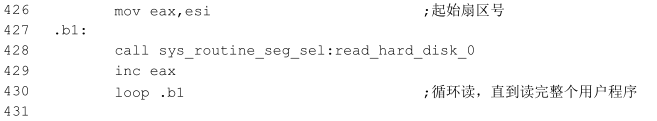 426 mov eax,esi ;起始扇区号
427 .b1:
428 call sys_routine_seg_sel:read_hard_disk_0
429 inc eax
430 loop .b1 ;循环读，直到读完整个用户程序
431